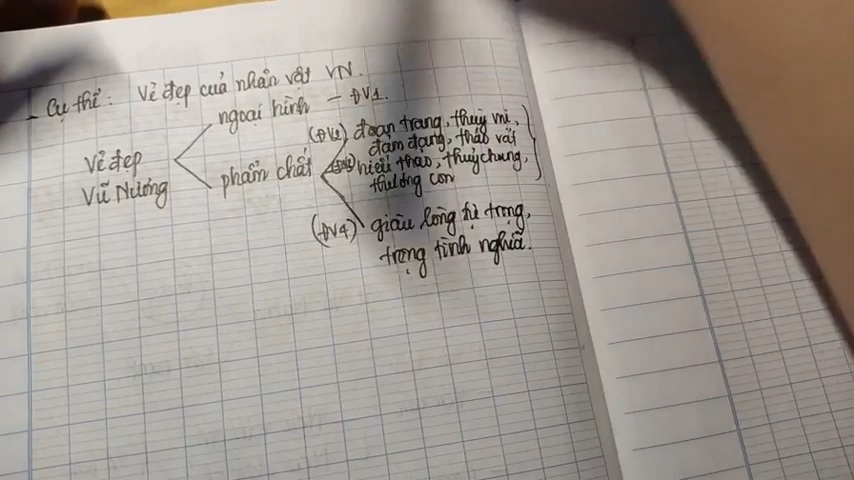 - Cụ thể: Vẻ đẹp của nhân vật VN.
ngoại hình - ĐV1.
Vẻ đẹp
Vũ Nương
phẩm chất
(ĐV2) đoan trang, thuỳ mị,
đảm đang, tháo vát
hiếu thảo, thuỷ chung,
thương con
(ĐV4) giàu lòng tự trọng,
trọng tình nghĩa.